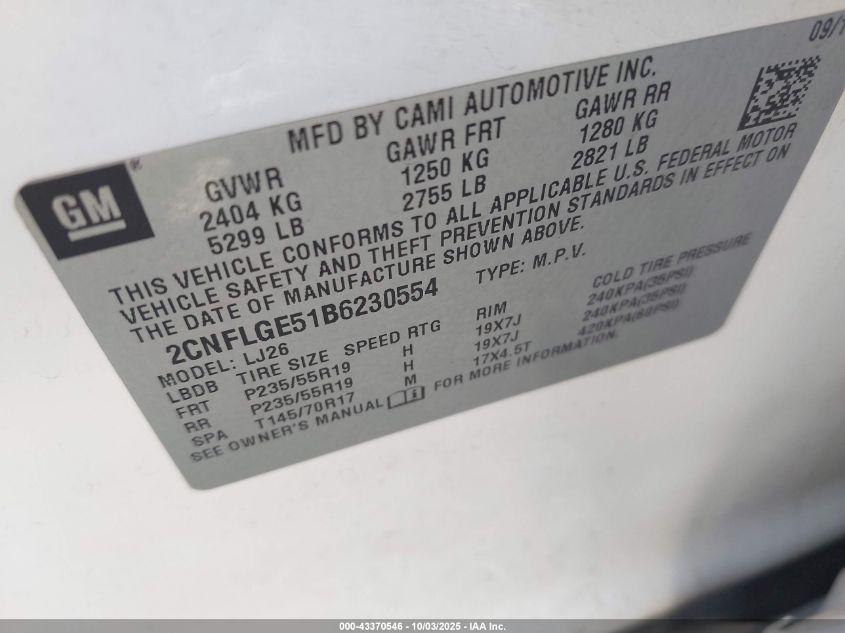 09/1
MFD BY CAMI AUTOMOTIVE INC.
GM®
GVWR GAWR FRT GAWR RR
2404 KG 1250 KG 1280 KG
5299 LB 2755 LB 2821 LB
THIS VEHICLE CONFORMS TO ALL APPLICABLE U.S. FEDERAL MOTOR
VEHICLE SAFETY AND THEFT PREVENTION STANDARDS IN EFFECT ON
THE DATE OF MANUFACTURE SHOWN ABOVE.
2CNFLGE51B6230554 TYPE: M.P.V.
MODEL: LJ26
LBDB TIRE SIZE SPEED RTG RIM COLD TIRE PRESSURE
FRT P235/55R19 H 19X7J 240KPA(35PSI)
RR P235/55R19 H 19X7J 240KPA(35PSI)
SPA T145/70R17 M 17X4.5T 420KPA(60PSI)
SEE OWNER'S MANUAL FOR MORE INFORMATION.
000-43370546 - 10/03/2025 - IAA Inc.